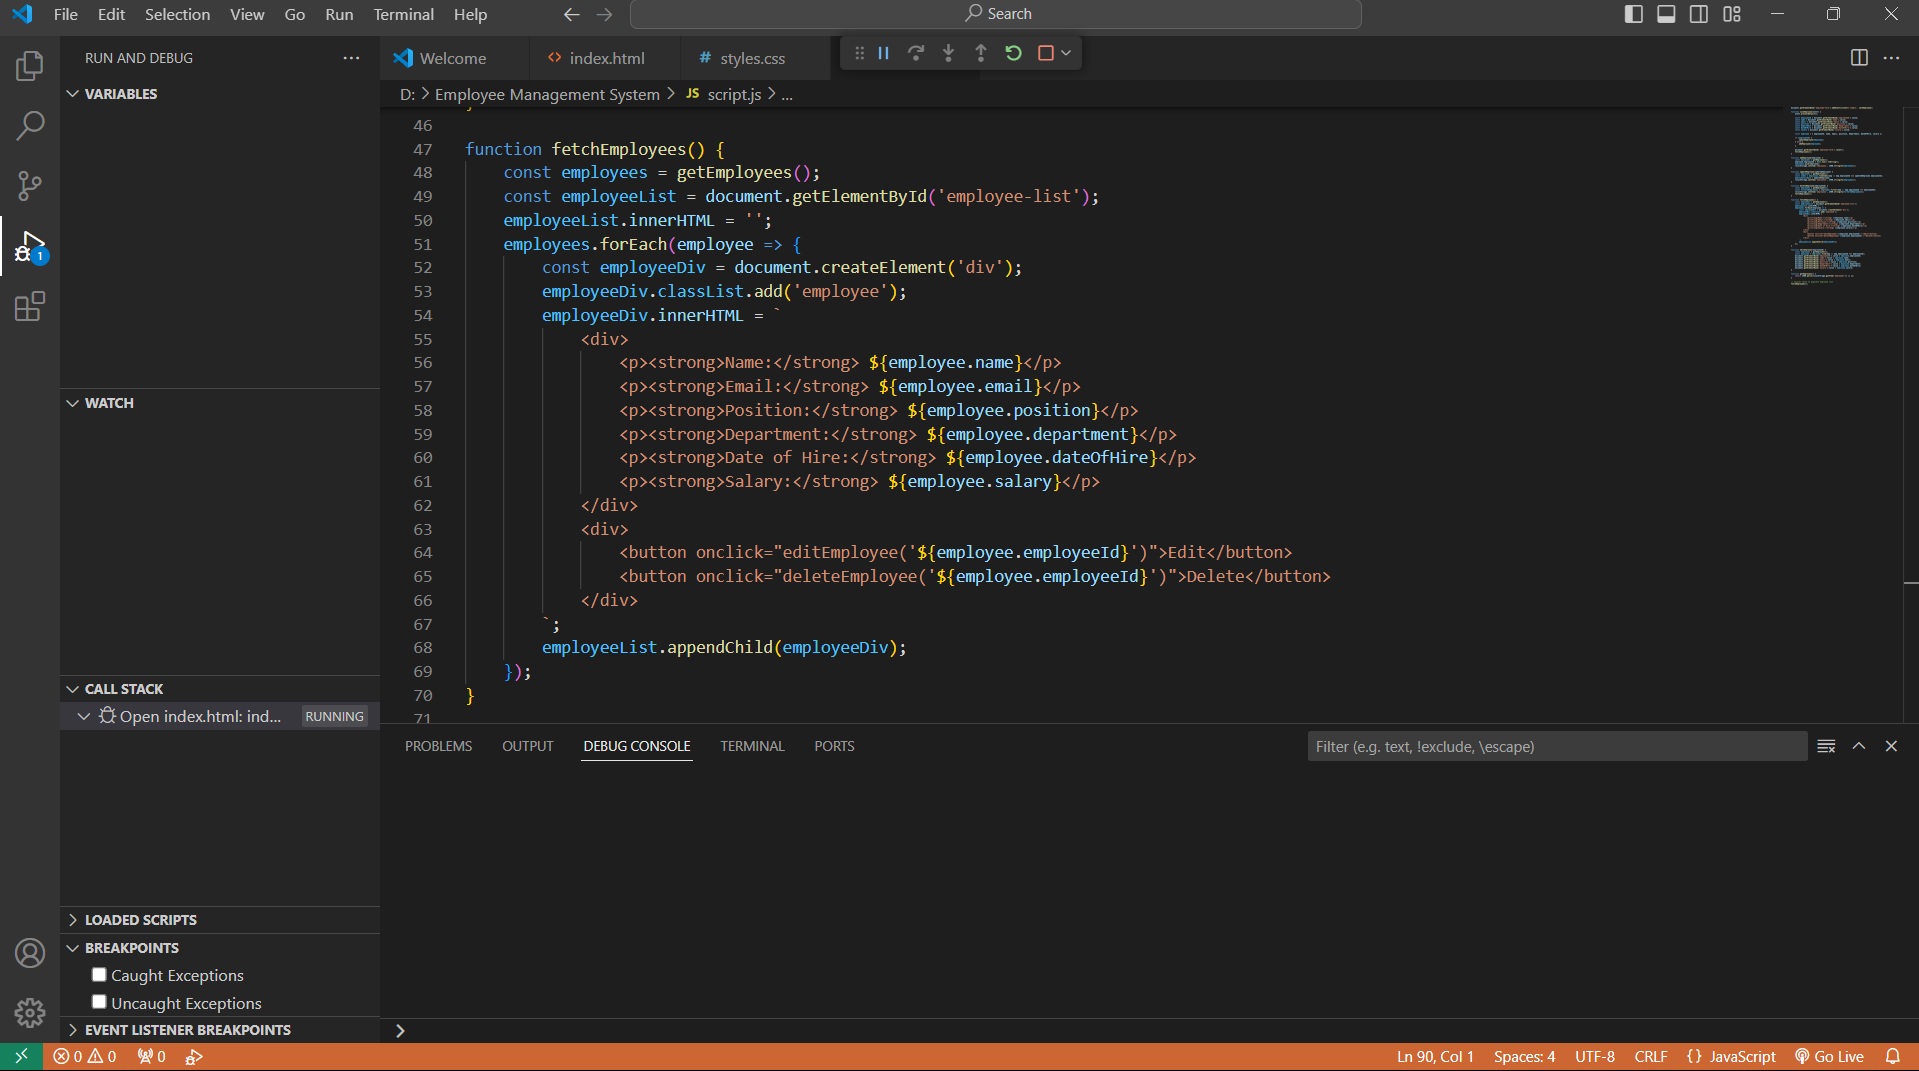 File Edit Selection View Go Run Terminal Help
Search
RUN AND DEBUG
Welcome
index.html
styles.css
VARIABLES
D: > Employee Management System > JS script.js > ...
46
47 function fetchEmployees() {
48     const employees = getEmployees();
49     const employeeList = document.getElementById('employee-list');
50     employeeList.innerHTML = '';
51     employees.forEach(employee => {
52         const employeeDiv = document.createElement('div');
53         employeeDiv.classList.add('employee');
54         employeeDiv.innerHTML = `
55             <div>
56                 <p><strong>Name:</strong> ${employee.name}</p>
57                 <p><strong>Email:</strong> ${employee.email}</p>
58                 <p><strong>Position:</strong> ${employee.position}</p>
59                 <p><strong>Department:</strong> ${employee.department}</p>
60                 <p><strong>Date of Hire:</strong> ${employee.dateOfHire}</p>
61                 <p><strong>Salary:</strong> ${employee.salary}</p>
62             </div>
63             <div>
64                 <button onclick="editEmployee('${employee.employeeId}')">Edit</button>
65                 <button onclick="deleteEmployee('${employee.employeeId}')">Delete</button>
66             </div>
67         `;
68         employeeList.appendChild(employeeDiv);
69     });
70 }
71
1
WATCH
CALL STACK
Open index.html: ind... RUNNING
LOADED SCRIPTS
BREAKPOINTS
Caught Exceptions
Uncaught Exceptions
EVENT LISTENER BREAKPOINTS
PROBLEMS OUTPUT DEBUG CONSOLE TERMINAL PORTS
Filter (e.g. text, !exclude, \escape)
0 0 0
Ln 90, Col 1 Spaces: 4 UTF-8 CRLF {} JavaScript Go Live